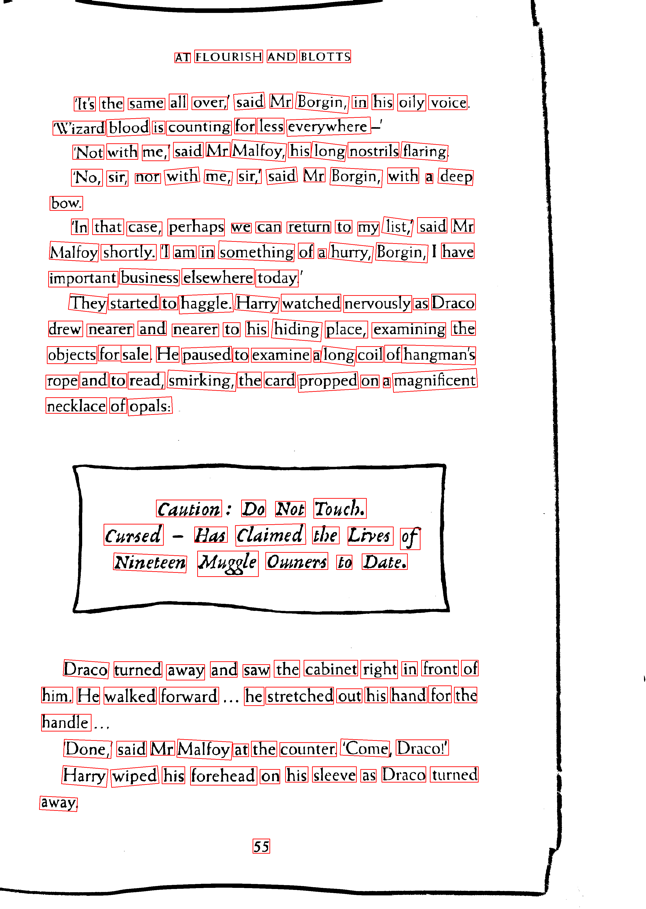 AT FLOURISH AND BLOTTS
'It's the same all over,' said Mr Borgin, in his oily voice.
'Wizard blood is counting for less everywhere –'
'Not with me,' said Mr Malfoy, his long nostrils flaring.
'No, sir, nor with me, sir,' said Mr Borgin, with a deep
bow.
'In that case, perhaps we can return to my list,' said Mr
Malfoy shortly. 'I am in something of a hurry, Borgin, I have
important business elsewhere today.'
They started to haggle. Harry watched nervously as Draco
drew nearer and nearer to his hiding place, examining the
objects for sale. He paused to examine a long coil of hangman's
rope and to read, smirking, the card propped on a magnificent
necklace of opals:
Caution: Do Not Touch.
Cursed – Has Claimed the Lives of
Nineteen Muggle Owners to Date.
Draco turned away and saw the cabinet right in front of
him. He walked forward ... he stretched out his hand for the
handle ...
'Done,' said Mr Malfoy at the counter. 'Come, Draco!'
Harry wiped his forehead on his sleeve as Draco turned
away.
55